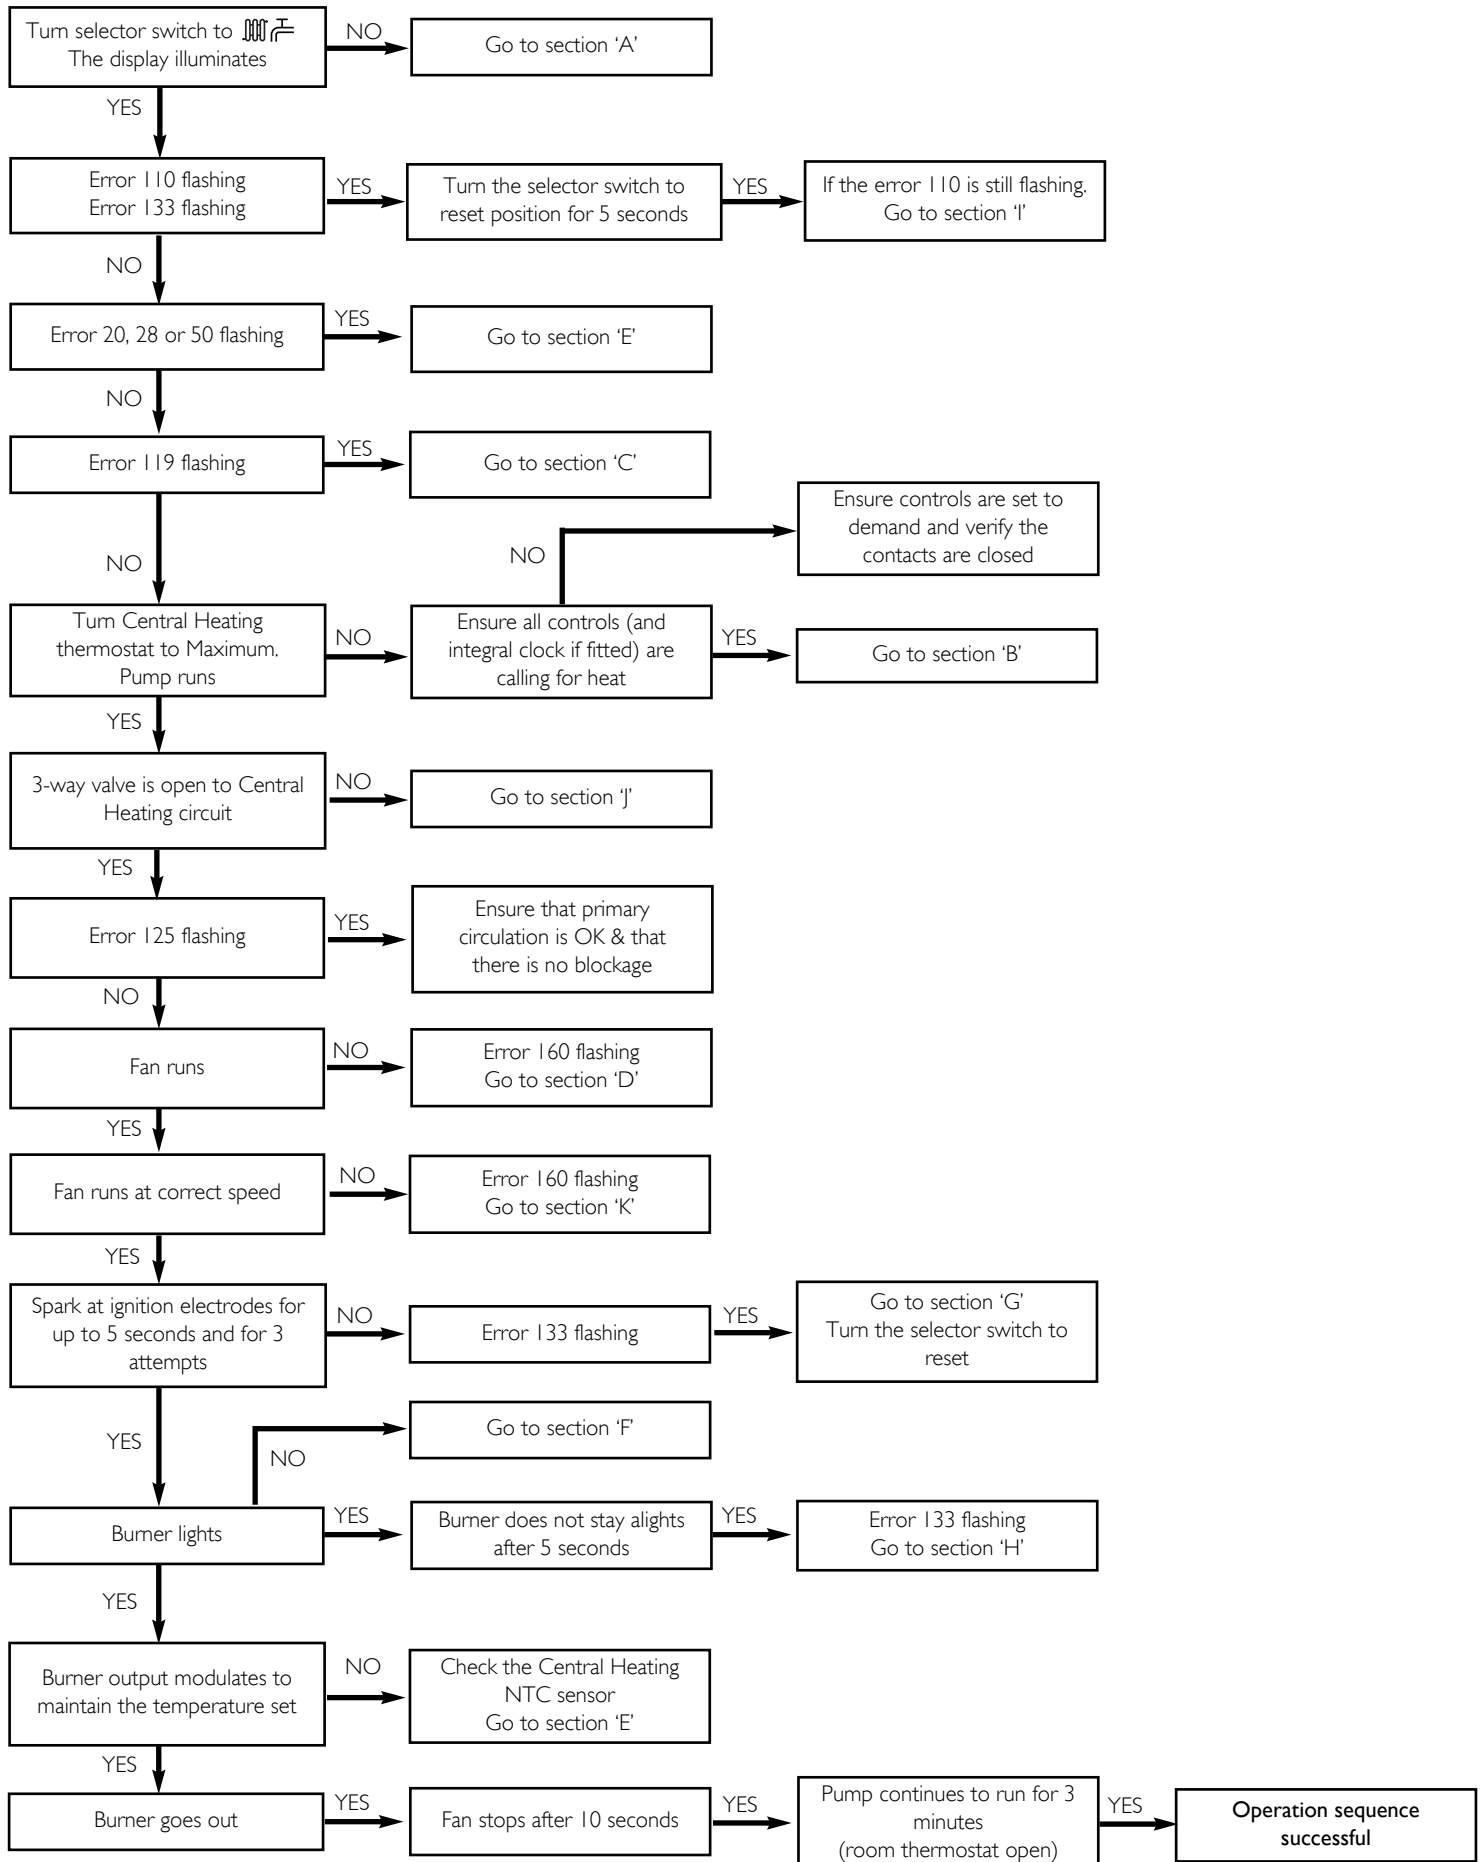 Turn selector switch to
The display illuminates
NO
Go to section ‘A’
YES
Error 110 flashing
Error 133 flashing
YES
Turn the selector switch to
reset position for 5 seconds
YES
If the error 110 is still flashing.
Go to section ‘I’
NO
Error 20, 28 or 50 flashing
YES
Go to section ‘E’
NO
Error 119 flashing
YES
Go to section ‘C’
NO
Turn Central Heating
thermostat to Maximum.
Pump runs
NO
Ensure all controls (and
integral clock if fitted) are
calling for heat
NO
Ensure controls are set to
demand and verify the
contacts are closed
YES
Go to section ‘B’
YES
3-way valve is open to Central
Heating circuit
NO
Go to section ‘J’
YES
Error 125 flashing
YES
Ensure that primary
circulation is OK & that
there is no blockage
NO
Fan runs
NO
Error 160 flashing
Go to section ‘D’
YES
Fan runs at correct speed
NO
Error 160 flashing
Go to section ‘K’
YES
Spark at ignition electrodes for
up to 5 seconds and for 3
attempts
NO
Error 133 flashing
YES
Go to section ‘G’
Turn the selector switch to
reset
YES
NO
Go to section ‘F’
Burner lights
YES
Burner does not stay alights
after 5 seconds
YES
Error 133 flashing
Go to section ‘H’
YES
Burner output modulates to
maintain the temperature set
NO
Check the Central Heating
NTC sensor
Go to section ‘E’
YES
Burner goes out
YES
Fan stops after 10 seconds
YES
Pump continues to run for 3
minutes
(room thermostat open)
YES
Operation sequence
successful